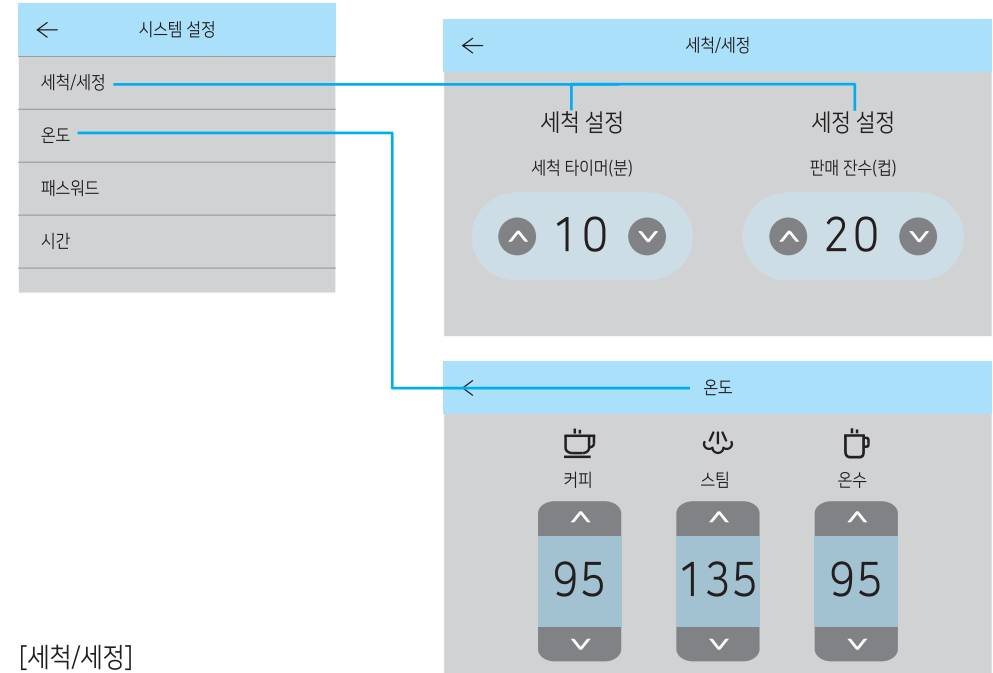 시스템 설정
세척/세정
온도
패스워드
시간
세척/세정
세척 설정
세척 타이머(분)
10
세정 설정
판매 잔수(컵)
20
온도
커피 스팀 온수
95 135 95
[세척/세정]